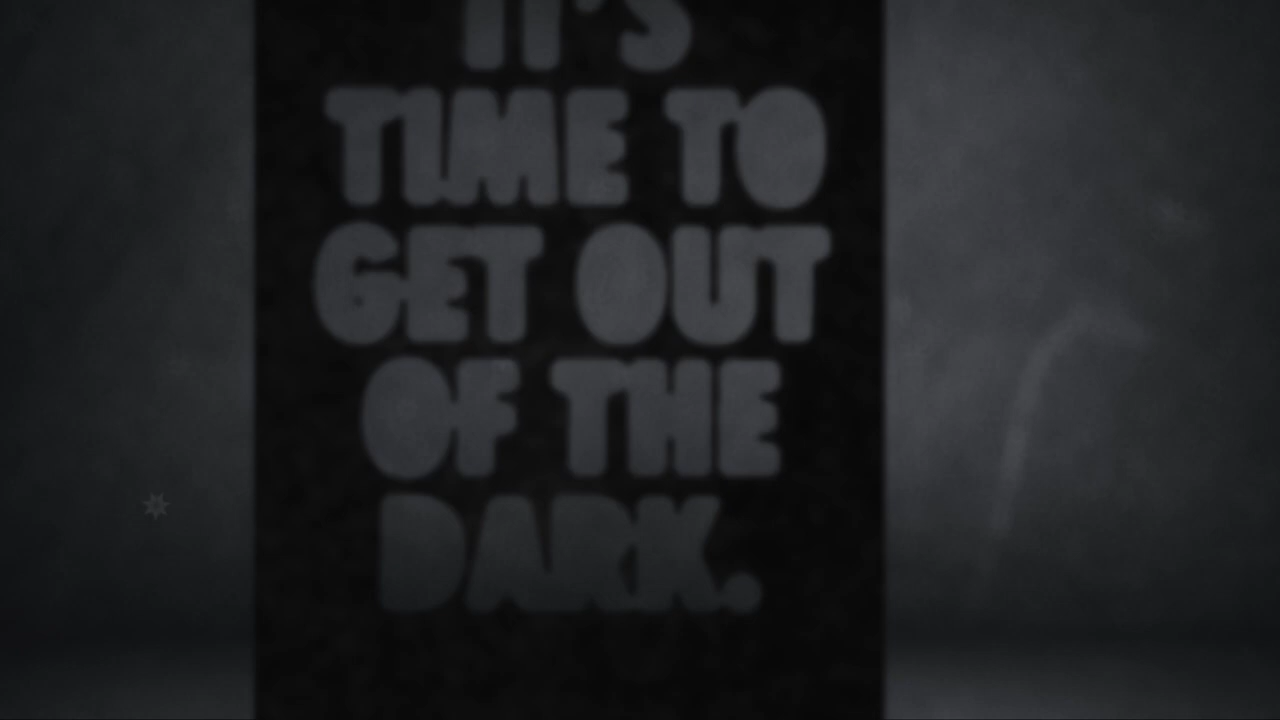 IT'S
TIME TO
GET OUT
OF THE
DARK.